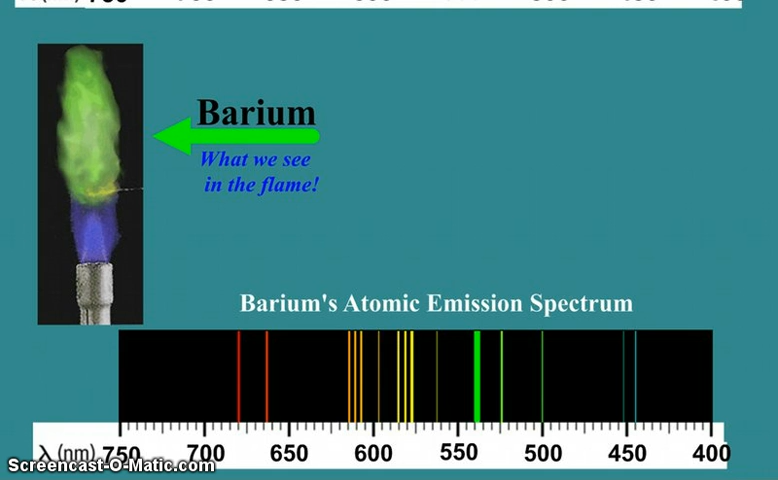 Barium
What we see
in the flame!
Barium's Atomic Emission Spectrum
λ (nm) 750 700 650 600 550 500 450 400
Screencast-O-Matic.com